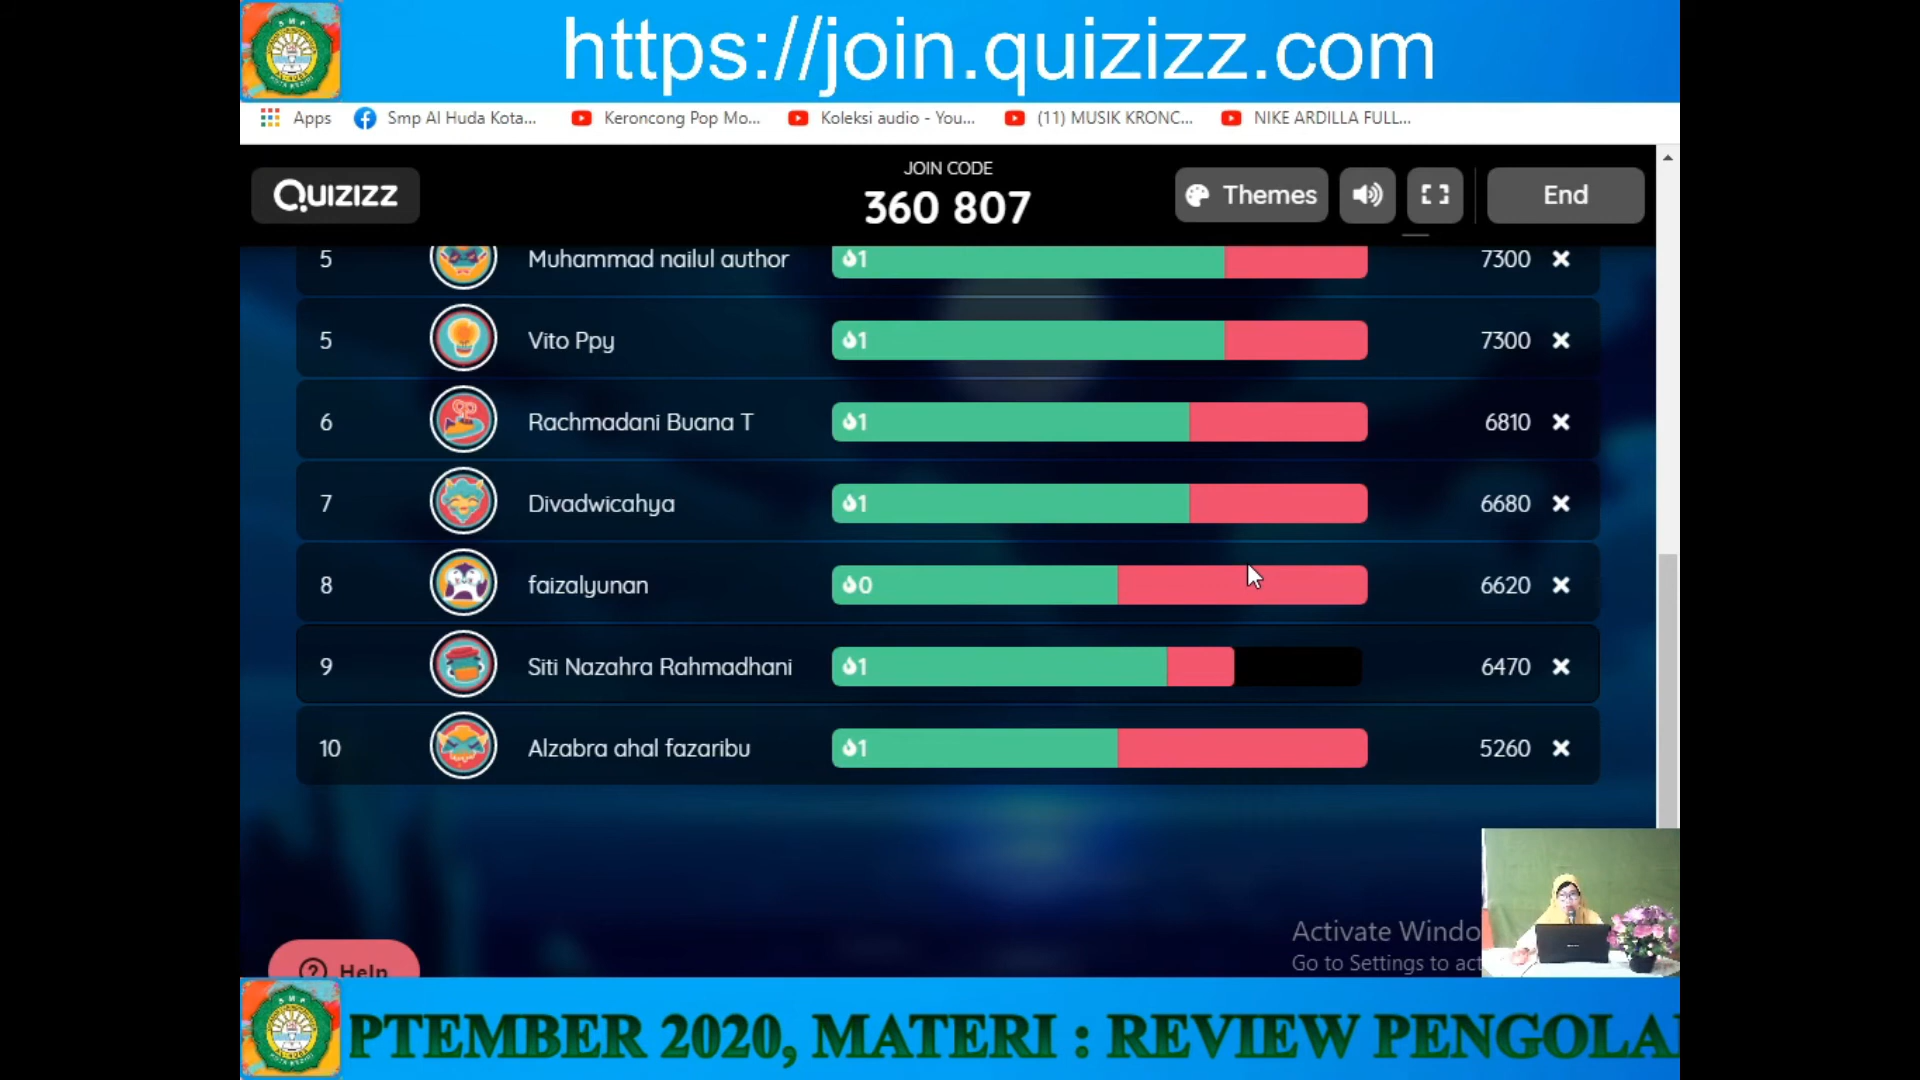 https://join.quizizz.com
Apps Smp Al Huda Kota... Keroncong Pop Mo... Koleksi audio - You... (11) MUSIK KRONC... NIKE ARDILLA FULL...
QUIZIZZ
JOIN CODE
360 807
Themes
End
5 Muhammad nailul author 1 7300
5 Vito Ppy 1 7300
6 Rachmadani Buana T 1 6810
7 Divadwicahya 1 6680
8 faizalyunan 0 6620
9 Siti Nazahra Rahmadhani 1 6470
10 Alzabra ahal fazaribu 1 5260
Activate Windo
Go to Settings to act
Help
PTEMBER 2020, MATERI : REVIEW PENGOLA